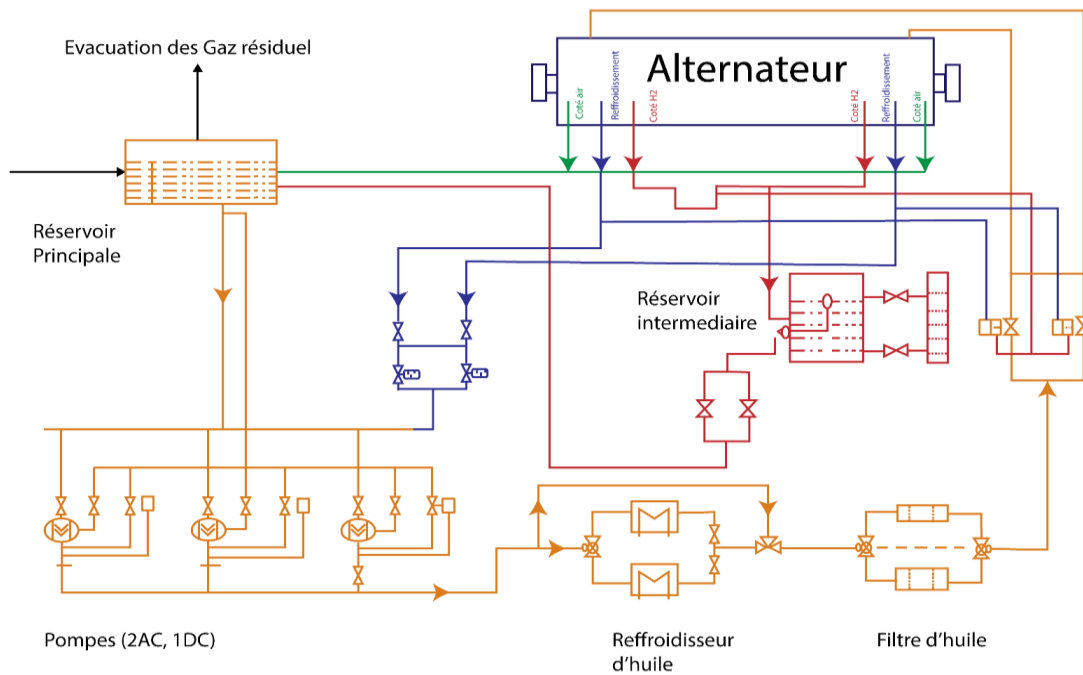 Evacuation des Gaz résiduel
Alternateur
Coté air
Reffroidissement
Coté H2
Coté H2
Reffroidissement
Coté air
Réservoir
Principale
Réservoir
intermediaire
Pompes (2AC, 1DC)
Reffroidisseur
d'huile
Filtre d'huile